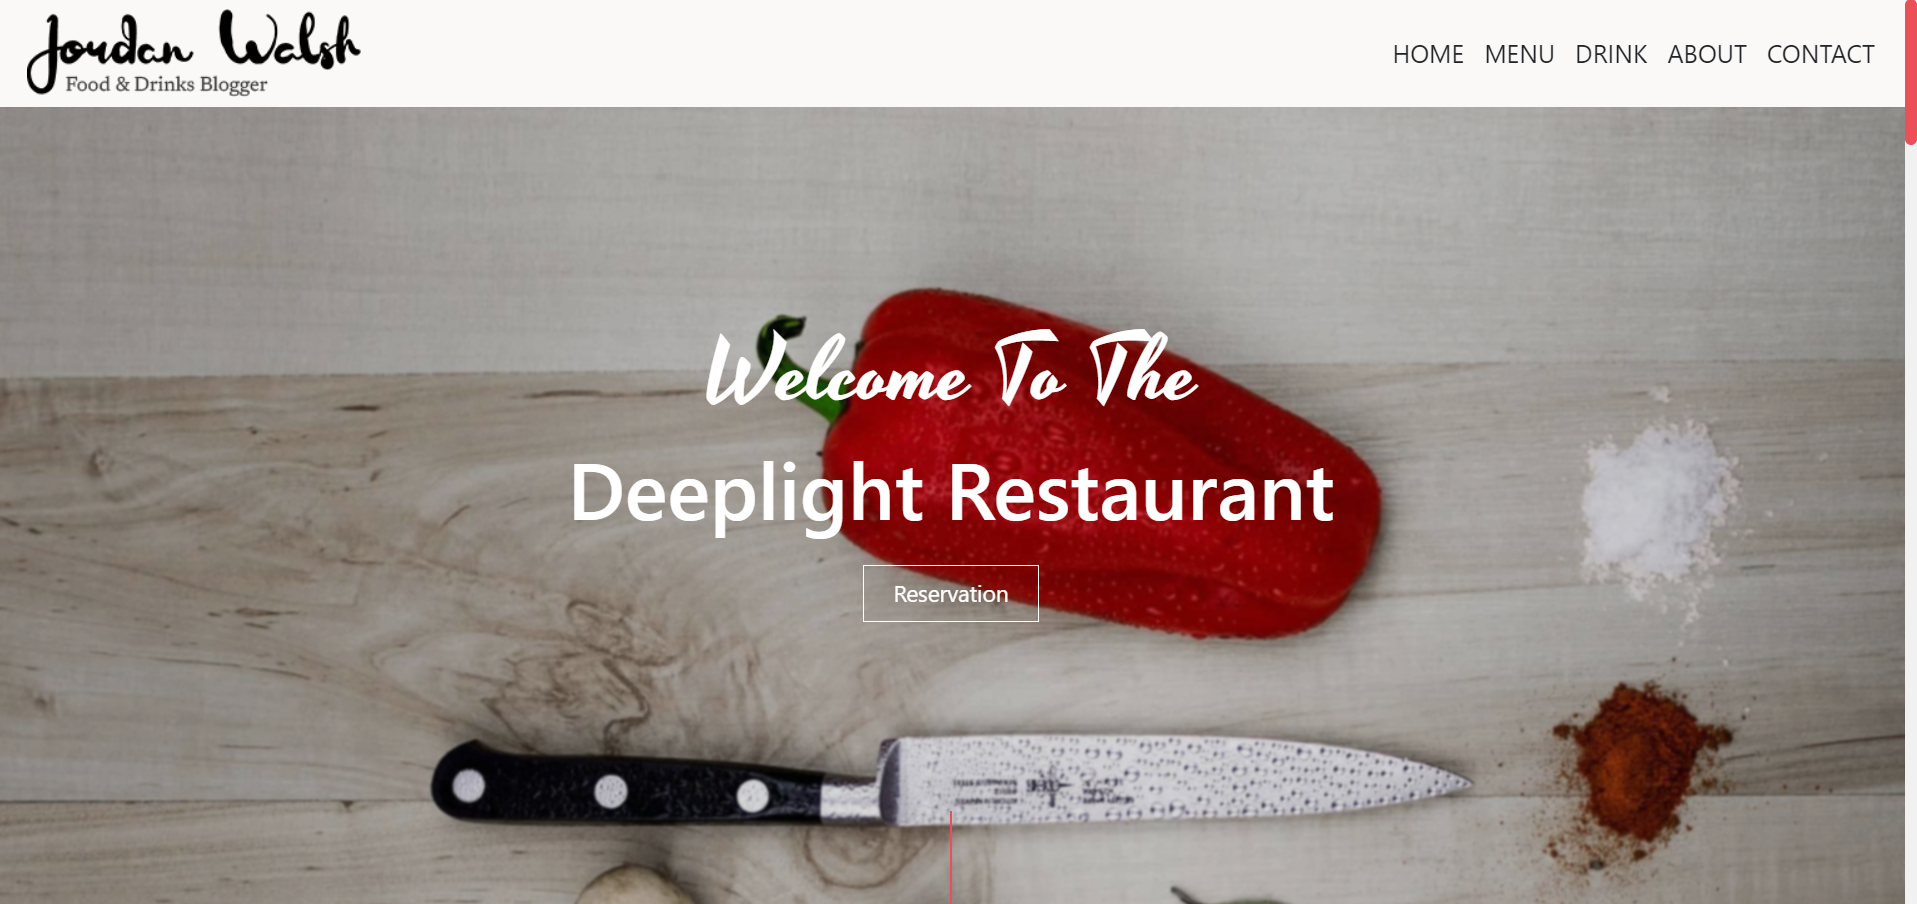 Jordan Walsh
Food & Drinks Blogger
HOME MENU DRINK ABOUT CONTACT
Welcome To The
Deeplight Restaurant
Reservation